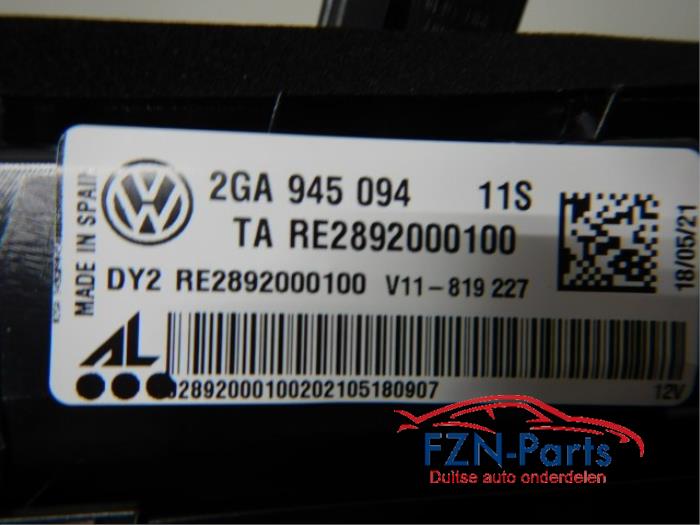 MADE IN SPAIN
2GA 945 094 11S
TA RE2892000100
DY2 RE2892000100 V11-819 227
18/05/21
AL
02892000100202105180907
12V
FZN-Parts
Duitse auto onderdelen